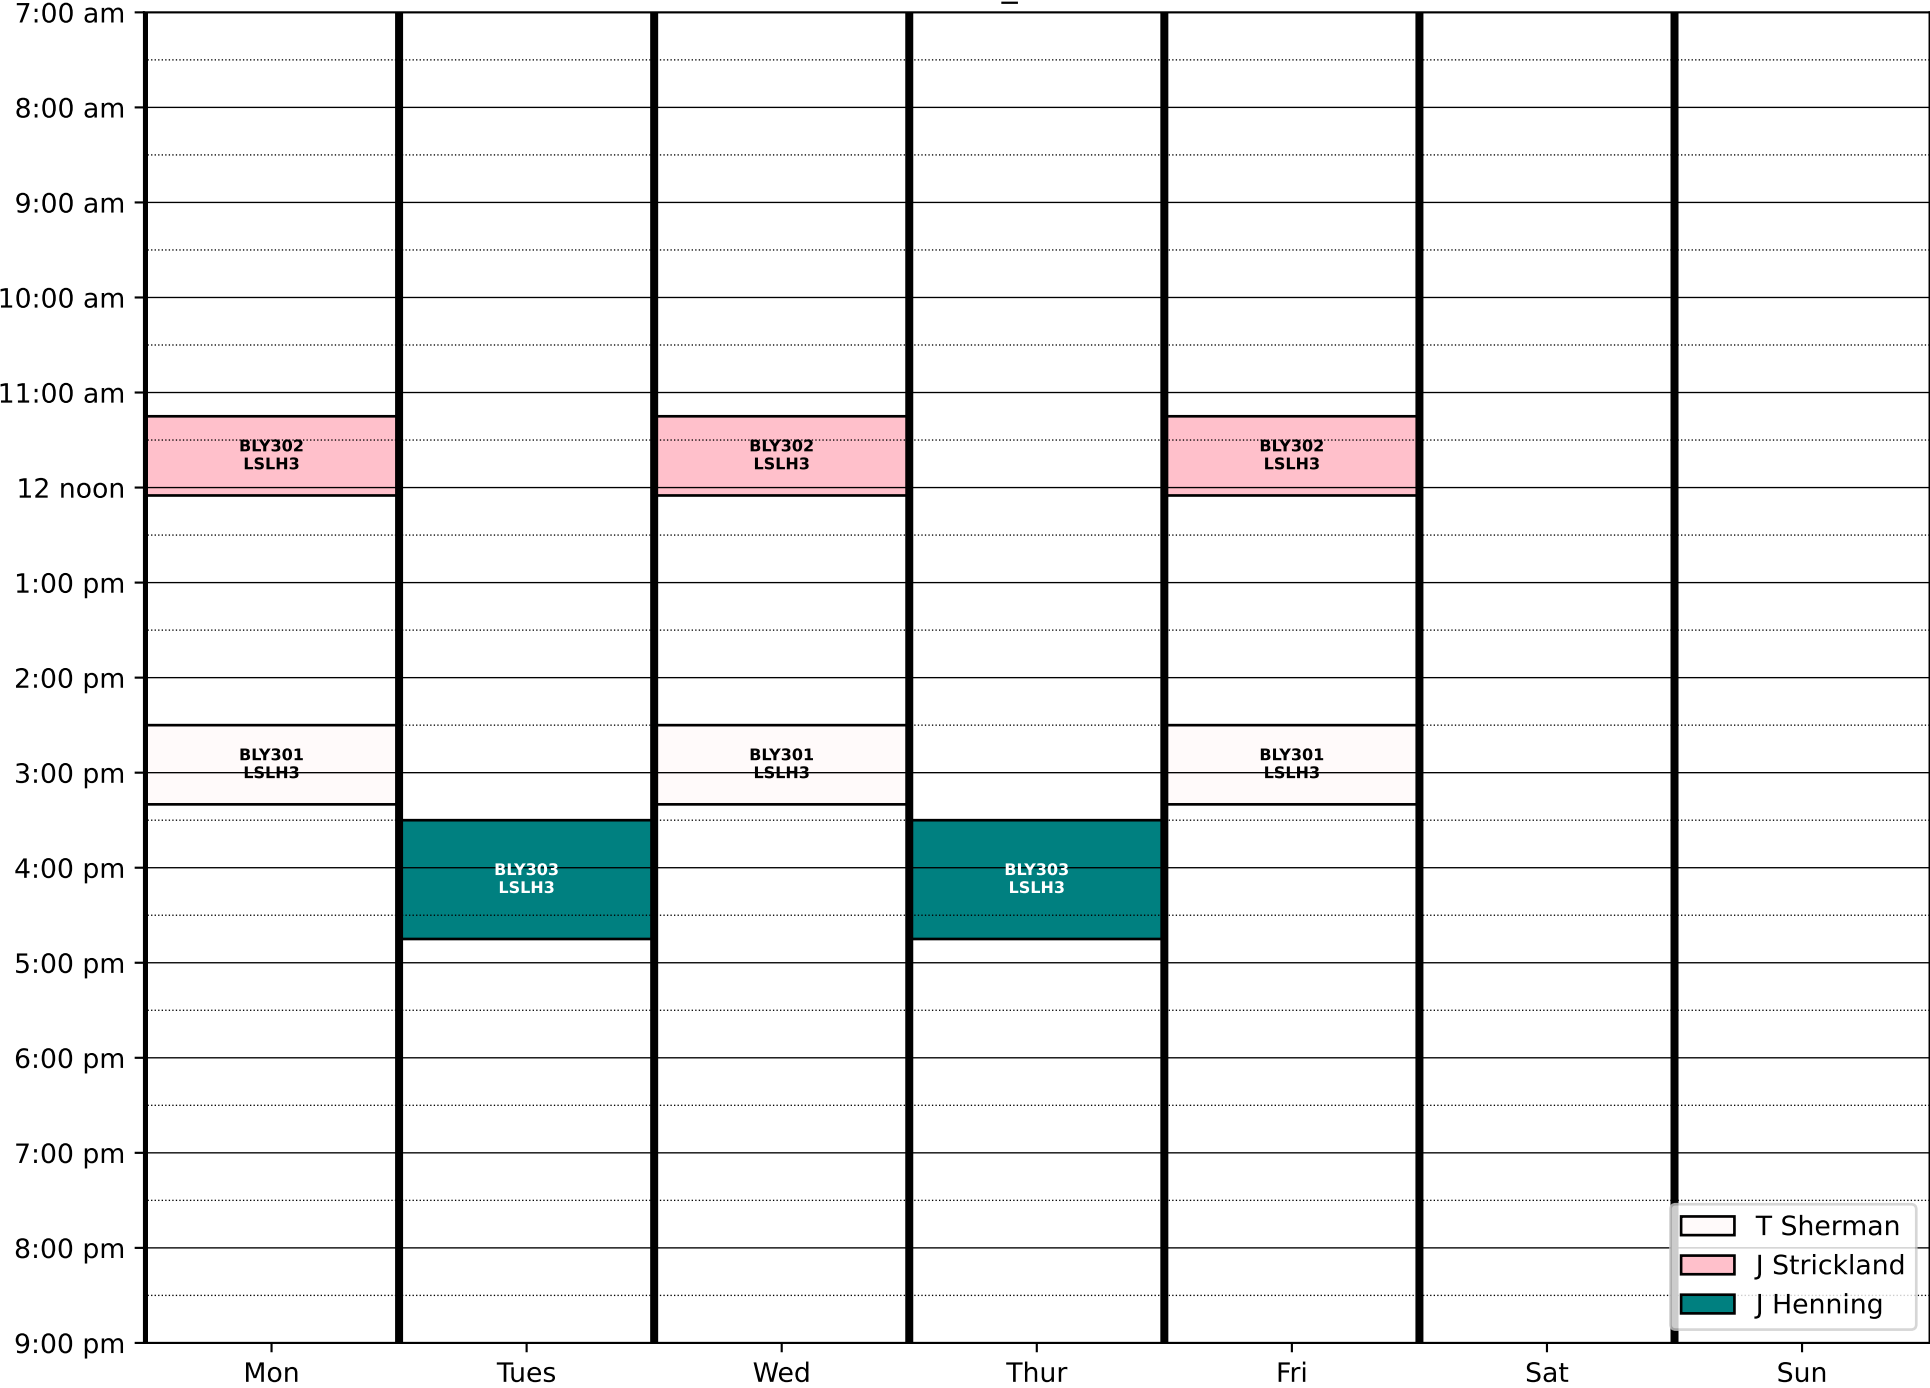 7:00 am
8:00 am
9:00 am
10:00 am
11:00 am
BLY302 BLY302 BLY302
LSLH3 LSLH3 LSLH3
12 noon
1:00 pm
2:00 pm
BLY301 BLY301 BLY301
LSLH3 LSLH3 LSLH3
3:00 pm
4:00 pm
BLY303 BLY303
LSLH3 LSLH3
5:00 pm
6:00 pm
7:00 pm
T Sherman
8:00 pm
J Strickland
J Henning
9:00 pm
Mon Tues Wed Thur Fri Sat Sun